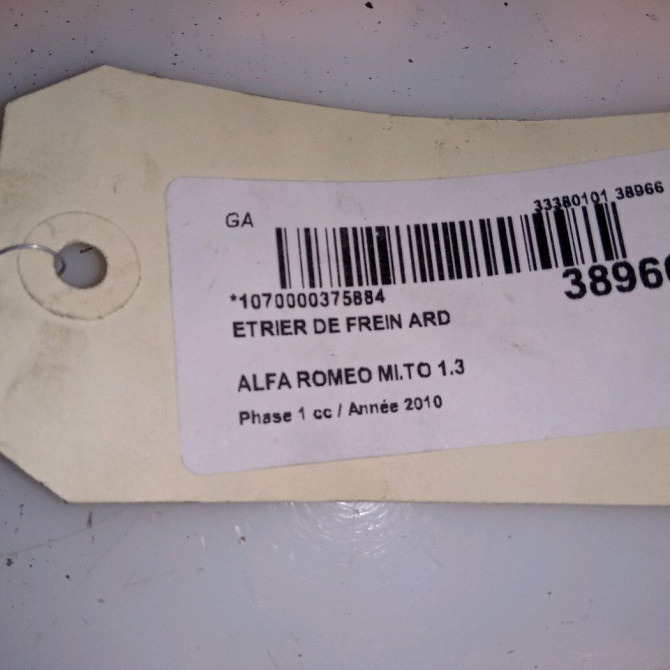 GA
33380101 38966
*1070000375884
38966
ETRIER DE FREIN ARD
ALFA ROMEO MI.TO 1.3
Phase 1 cc / Année 2010